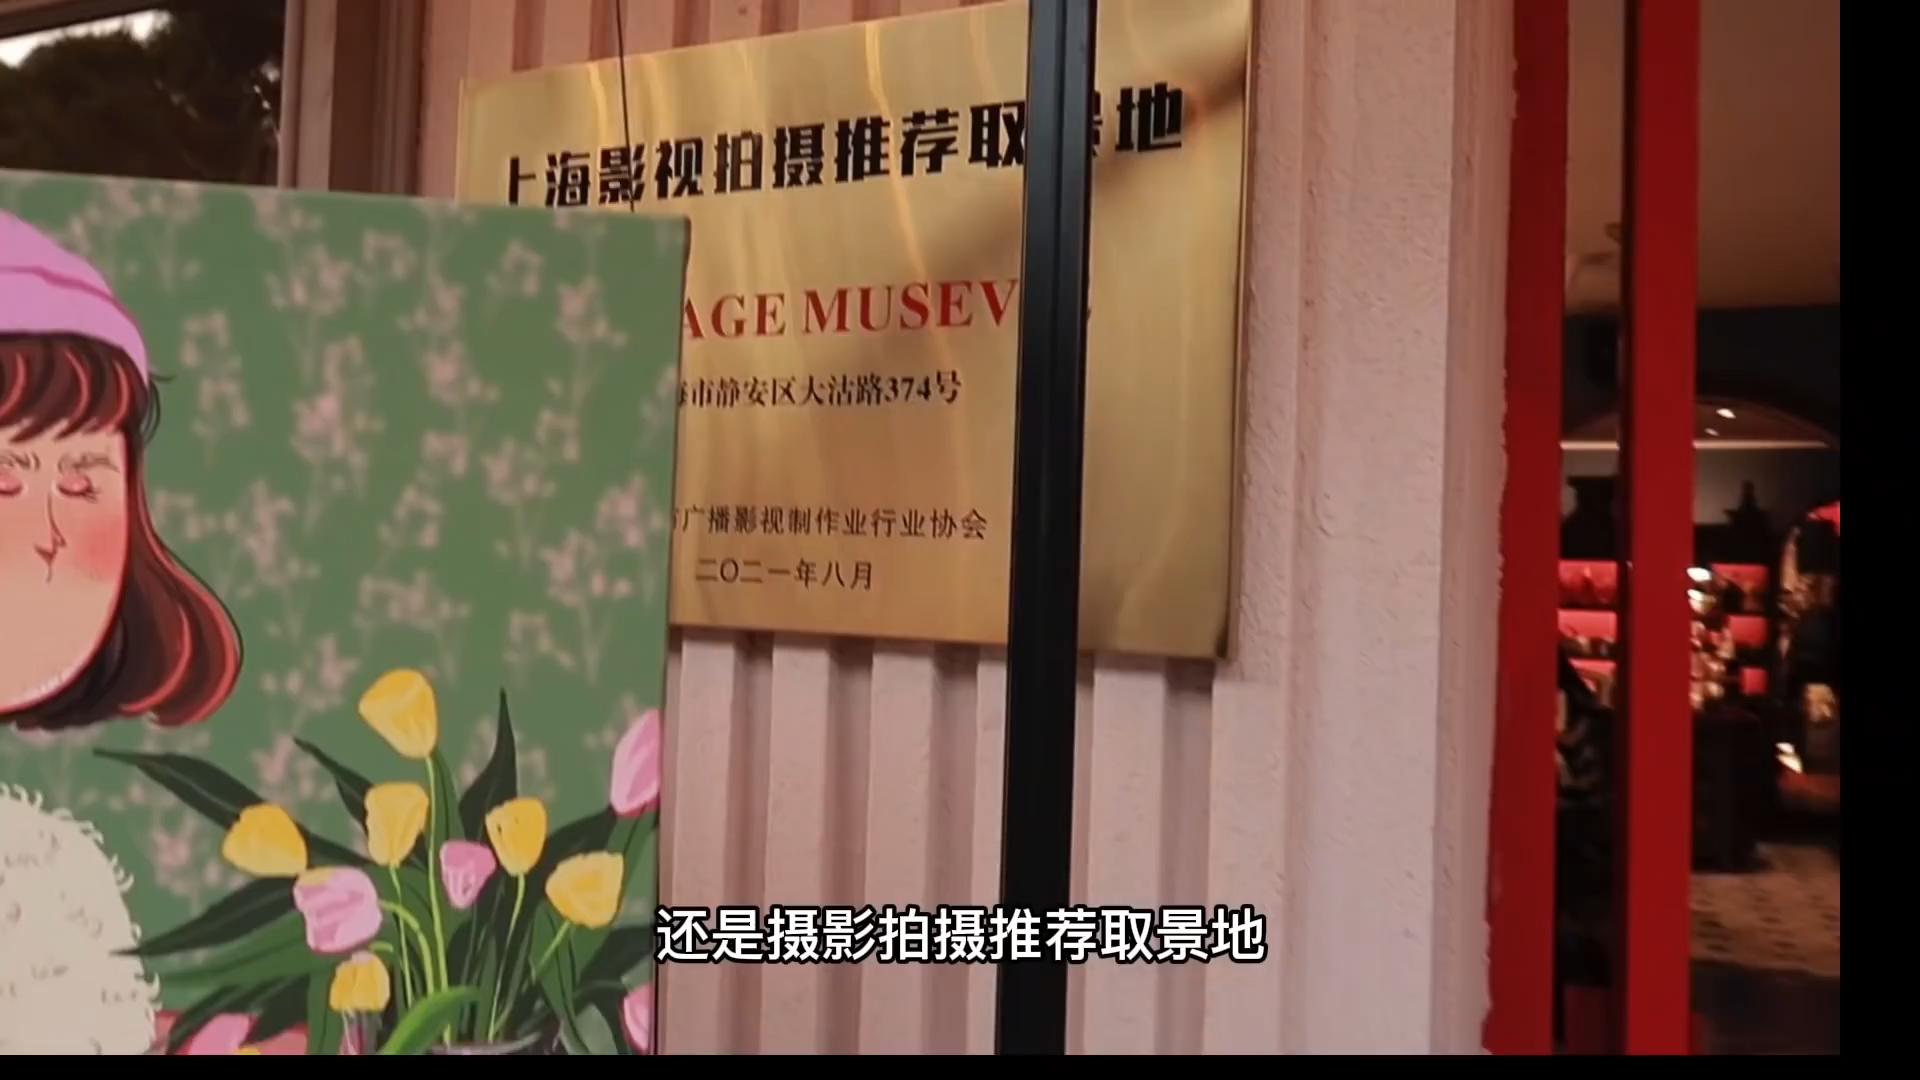 上海影视拍摄推荐取景地
AGE MUSEV
市静安区大沽路374号
广播影视制作业行业协会
二〇二一年八月
还是摄影拍摄推荐取景地